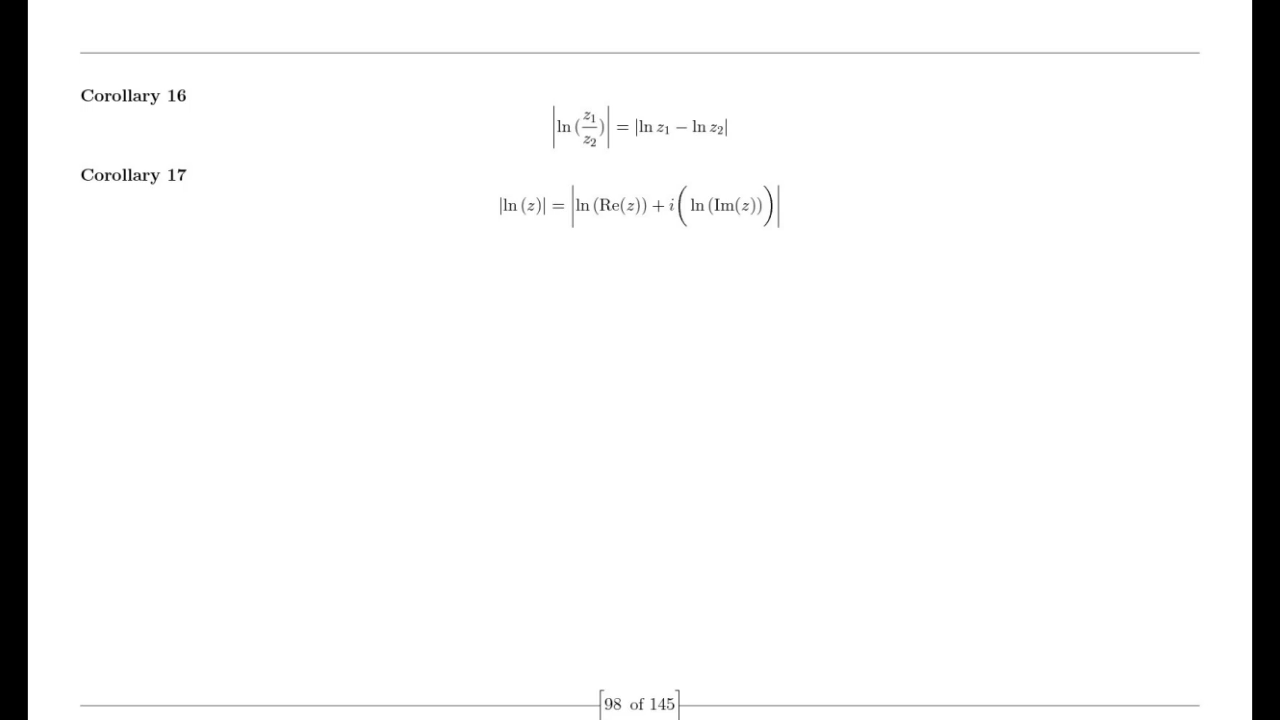 Corollary 16
|ln (z₁/z₂)| = |ln z₁ − ln z₂|
Corollary 17
|ln (z)| = |ln (Re(z)) + i( ln (Im(z)))|
[98 of 145]